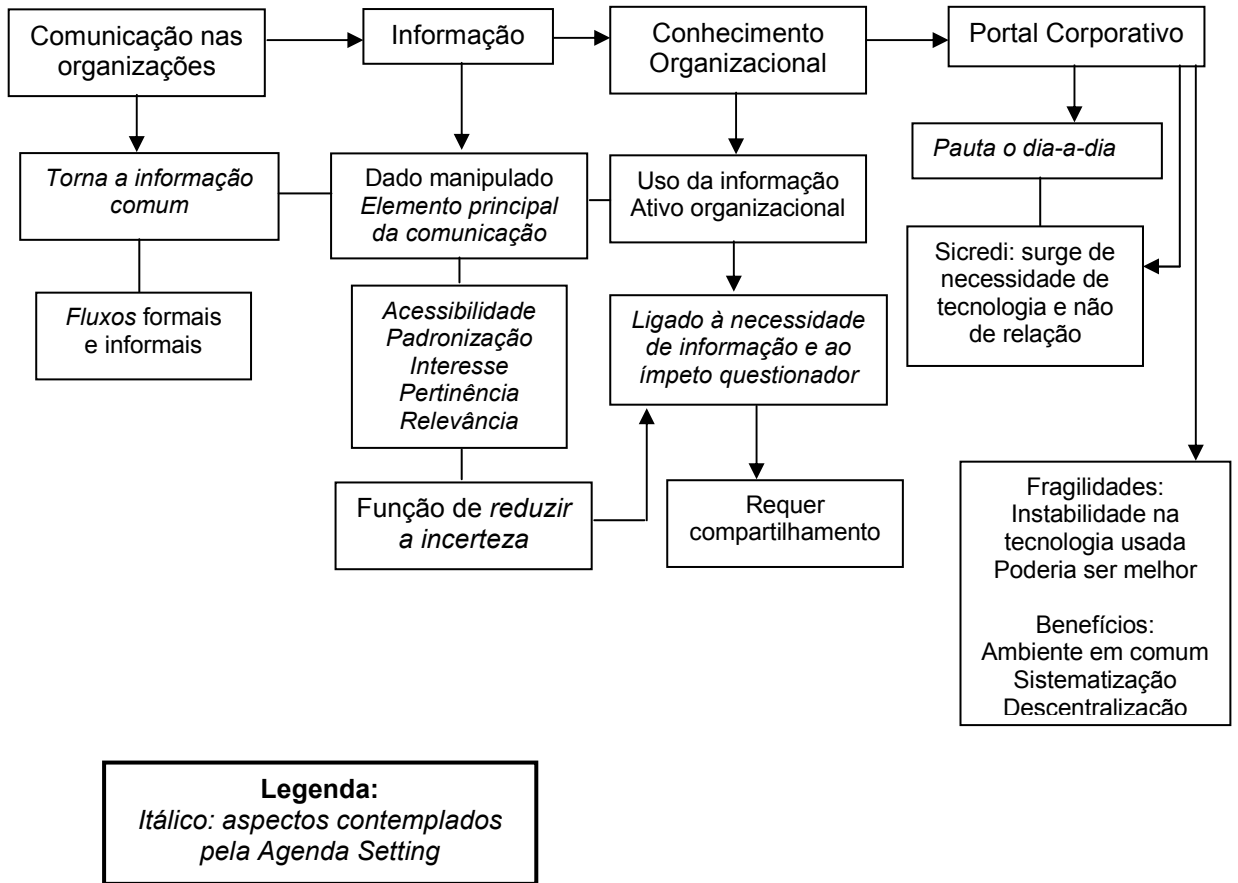 Comunicação nas
organizações
Informação
Conhecimento
Organizacional
Portal Corporativo
Torna a informação
comum
Dado manipulado
Elemento principal
da comunicação
Uso da informação
Ativo organizacional
Pauta o dia-a-dia
Fluxos formais
e informais
Acessibilidade
Padronização
Interesse
Pertinência
Relevância
Ligado à necessidade
de informação e ao
ímpeto questionador
Sicredi: surge de
necessidade de
tecnologia e não
de relação
Função de reduzir
a incerteza
Requer
compartilhamento
Fragilidades:
Instabilidade na
tecnologia usada
Poderia ser melhor
Benefícios:
Ambiente em comum
Sistematização
Descentralização
Legenda:
Itálico: aspectos contemplados
pela Agenda Setting